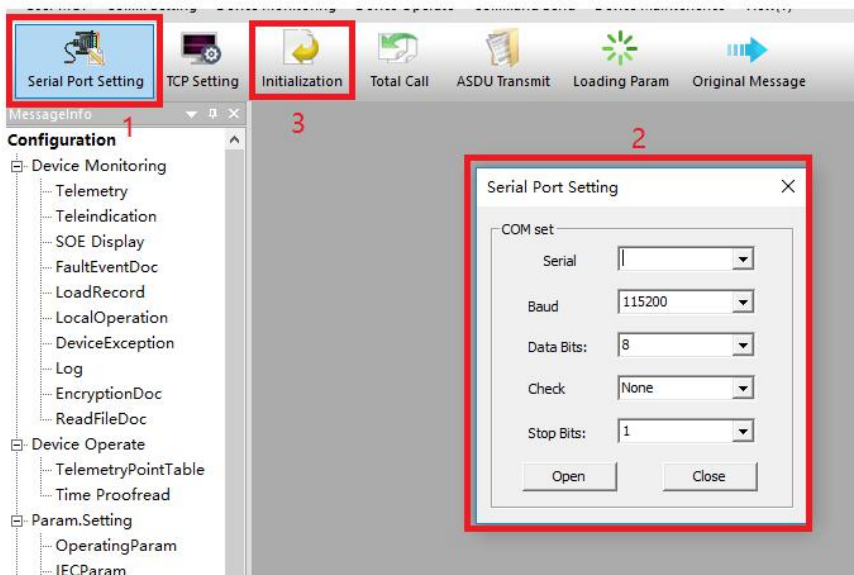 Serial Port Setting
TCP Setting
Initialization
Total Call
ASDU Transmit
Loading Param
Original Message
MessageInfo
1
3
2
Configuration
Device Monitoring
Telemetry
Teleindication
SOE Display
FaultEventDoc
LoadRecord
LocalOperation
DeviceException
Log
EncryptionDoc
ReadFileDoc
Device Operate
TelemetryPointTable
Time Proofread
Param.Setting
OperatingParam
IECParam
Serial Port Setting
COM set
Serial
Baud 115200
Data Bits: 8
Check None
Stop Bits: 1
Open Close